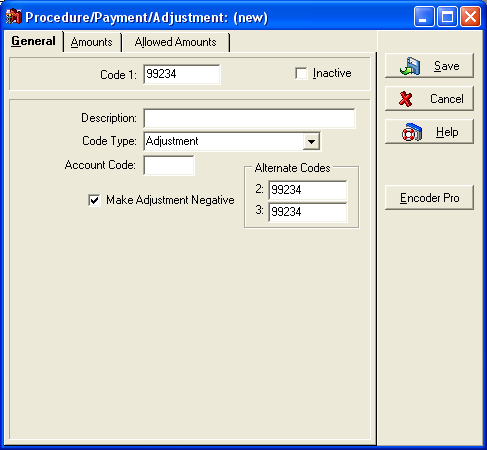 Procedure/Payment/Adjustment: (new)
General Amounts Allowed Amounts
Code 1: 99234 Inactive
Save
Cancel
Help
Encoder Pro
Description:
Code Type: Adjustment
Account Code:
Make Adjustment Negative
Alternate Codes
2: 99234
3: 99234